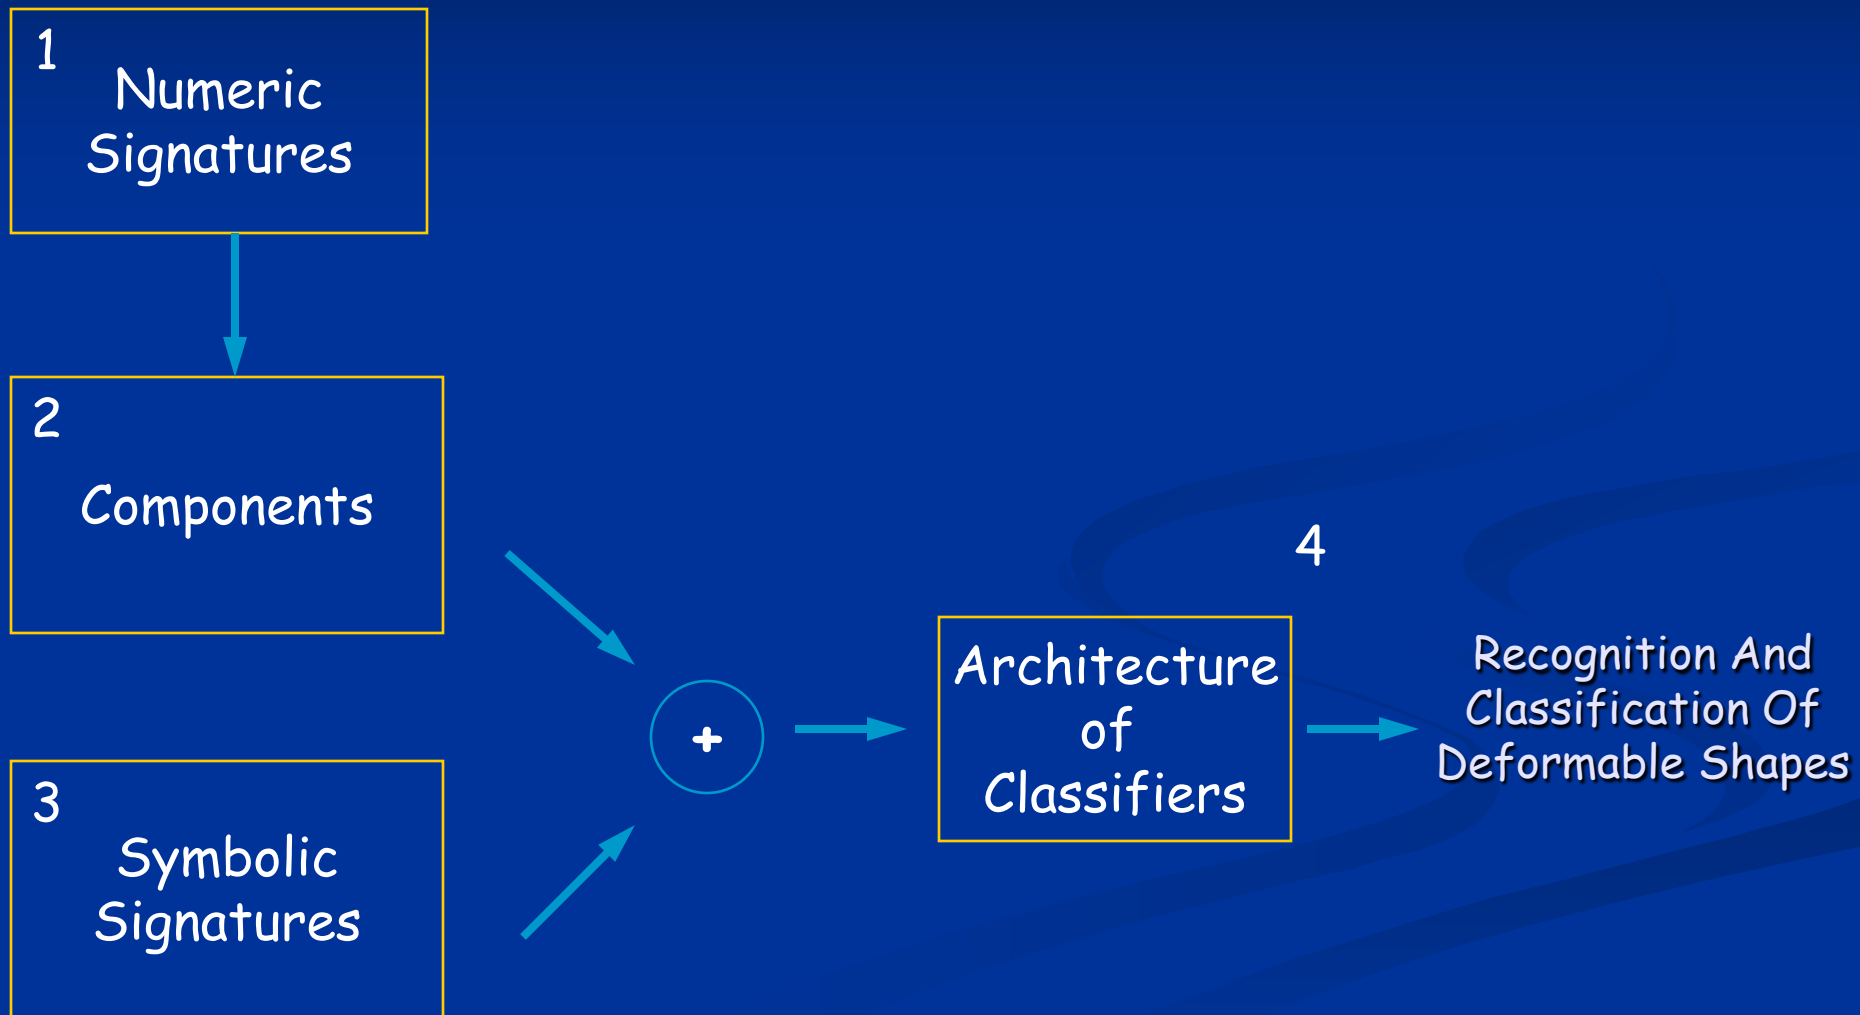 1
Numeric
Signatures
2
Components
3
Symbolic
Signatures
+
4
Architecture
of
Classifiers
Recognition And
Classification Of
Deformable Shapes